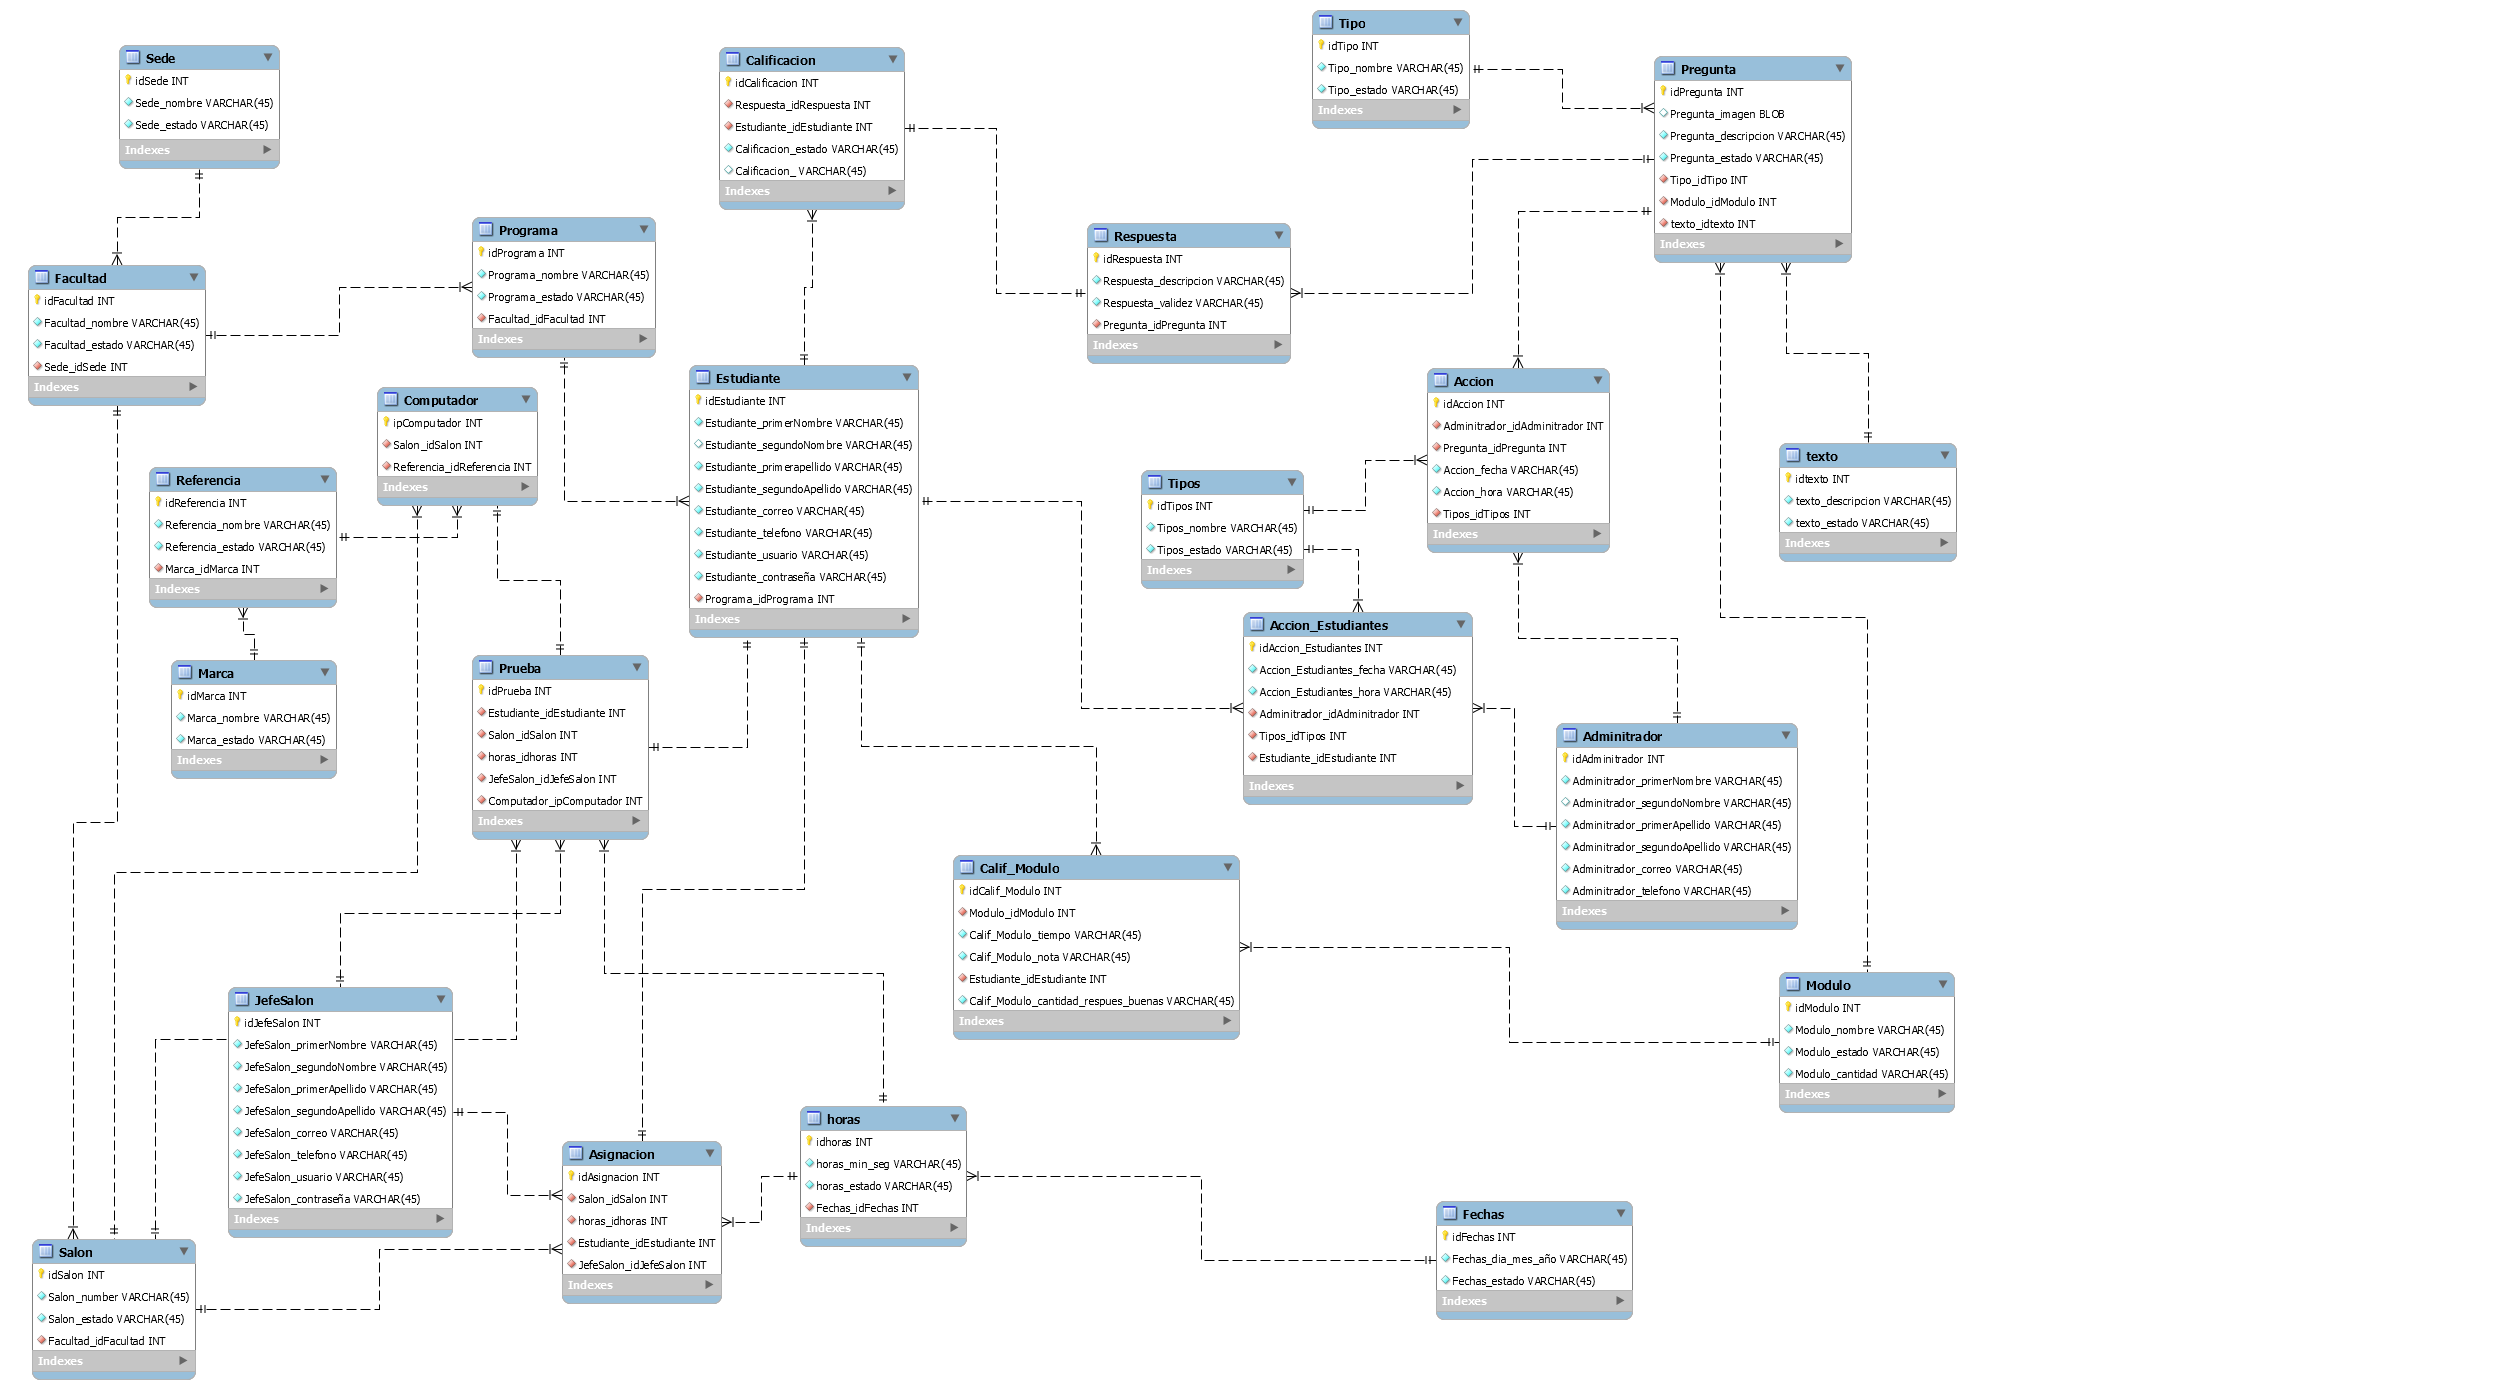 Sede
idSede INT
Sede_nombre VARCHAR(45)
Sede_estado VARCHAR(45)
Indexes
Facultad
idFacultad INT
Facultad_nombre VARCHAR(45)
Facultad_estado VARCHAR(45)
Sede_idSede INT
Indexes
Programa
idPrograma INT
Programa_nombre VARCHAR(45)
Programa_estado VARCHAR(45)
Facultad_idFacultad INT
Indexes
Computador
ipComputador INT
Salon_idSalon INT
Referencia_idReferencia INT
Indexes
Referencia
idReferencia INT
Referencia_nombre VARCHAR(45)
Referencia_estado VARCHAR(45)
Marca_idMarca INT
Indexes
Marca
idMarca INT
Marca_nombre VARCHAR(45)
Marca_estado VARCHAR(45)
Indexes
Calificacion
idCalificacion INT
Respuesta_idRespuesta INT
Estudiante_idEstudiante INT
Calificacion_estado VARCHAR(45)
Calificacion_ VARCHAR(45)
Indexes
Estudiante
idEstudiante INT
Estudiante_primerNombre VARCHAR(45)
Estudiante_segundoNombre VARCHAR(45)
Estudiante_primerapellido VARCHAR(45)
Estudiante_segundoApellido VARCHAR(45)
Estudiante_correo VARCHAR(45)
Estudiante_telefono VARCHAR(45)
Estudiante_usuario VARCHAR(45)
Estudiante_contraseña VARCHAR(45)
Programa_idPrograma INT
Indexes
Prueba
idPrueba INT
Estudiante_idEstudiante INT
Salon_idSalon INT
horas_idhoras INT
JefeSalon_idJefeSalon INT
Computador_ipComputador INT
Indexes
Tipo
idTipo INT
Tipo_nombre VARCHAR(45)
Tipo_estado VARCHAR(45)
Indexes
Pregunta
idPregunta INT
Pregunta_imagen BLOB
Pregunta_descripcion VARCHAR(45)
Pregunta_estado VARCHAR(45)
Tipo_idTipo INT
Modulo_idModulo INT
texto_idtexto INT
Indexes
Respuesta
idRespuesta INT
Respuesta_descripcion VARCHAR(45)
Respuesta_validez VARCHAR(45)
Pregunta_idPregunta INT
Indexes
Accion
idAccion INT
Adminitrador_idAdminitrador INT
Pregunta_idPregunta INT
Accion_fecha VARCHAR(45)
Accion_hora VARCHAR(45)
Tipos_idTipos INT
Indexes
texto
idtexto INT
texto_descripcion VARCHAR(45)
texto_estado VARCHAR(45)
Indexes
Tipos
idTipos INT
Tipos_nombre VARCHAR(45)
Tipos_estado VARCHAR(45)
Indexes
Accion_Estudiantes
idAccion_Estudiantes INT
Accion_Estudiantes_fecha VARCHAR(45)
Accion_Estudiantes_hora VARCHAR(45)
Adminitrador_idAdminitrador INT
Tipos_idTipos INT
Estudiante_idEstudiante INT
Indexes
Adminitrador
idAdminitrador INT
Adminitrador_primerNombre VARCHAR(45)
Adminitrador_segundoNombre VARCHAR(45)
Adminitrador_primerApellido VARCHAR(45)
Adminitrador_segundoApellido VARCHAR(45)
Adminitrador_correo VARCHAR(45)
Adminitrador_telefono VARCHAR(45)
Indexes
Calif_Modulo
idCalif_Modulo INT
Modulo_idModulo INT
Calif_Modulo_tiempo VARCHAR(45)
Calif_Modulo_nota VARCHAR(45)
Estudiante_idEstudiante INT
Calif_Modulo_cantidad_respues_buenas VARCHAR(45)
Indexes
Modulo
idModulo INT
Modulo_nombre VARCHAR(45)
Modulo_estado VARCHAR(45)
Modulo_cantidad VARCHAR(45)
Indexes
JefeSalon
idJefeSalon INT
JefeSalon_primerNombre VARCHAR(45)
JefeSalon_segundoNombre VARCHAR(45)
JefeSalon_primerApellido VARCHAR(45)
JefeSalon_segundoApellido VARCHAR(45)
JefeSalon_correo VARCHAR(45)
JefeSalon_telefono VARCHAR(45)
JefeSalon_usuario VARCHAR(45)
JefeSalon_contraseña VARCHAR(45)
Indexes
horas
idhoras INT
horas_min_seg VARCHAR(45)
horas_estado VARCHAR(45)
Fechas_idFechas INT
Indexes
Asignacion
idAsignacion INT
Salon_idSalon INT
horas_idhoras INT
Estudiante_idEstudiante INT
JefeSalon_idJefeSalon INT
Indexes
Fechas
idFechas INT
Fechas_dia_mes_año VARCHAR(45)
Fechas_estado VARCHAR(45)
Indexes
Salon
idSalon INT
Salon_number VARCHAR(45)
Salon_estado VARCHAR(45)
Facultad_idFacultad INT
Indexes